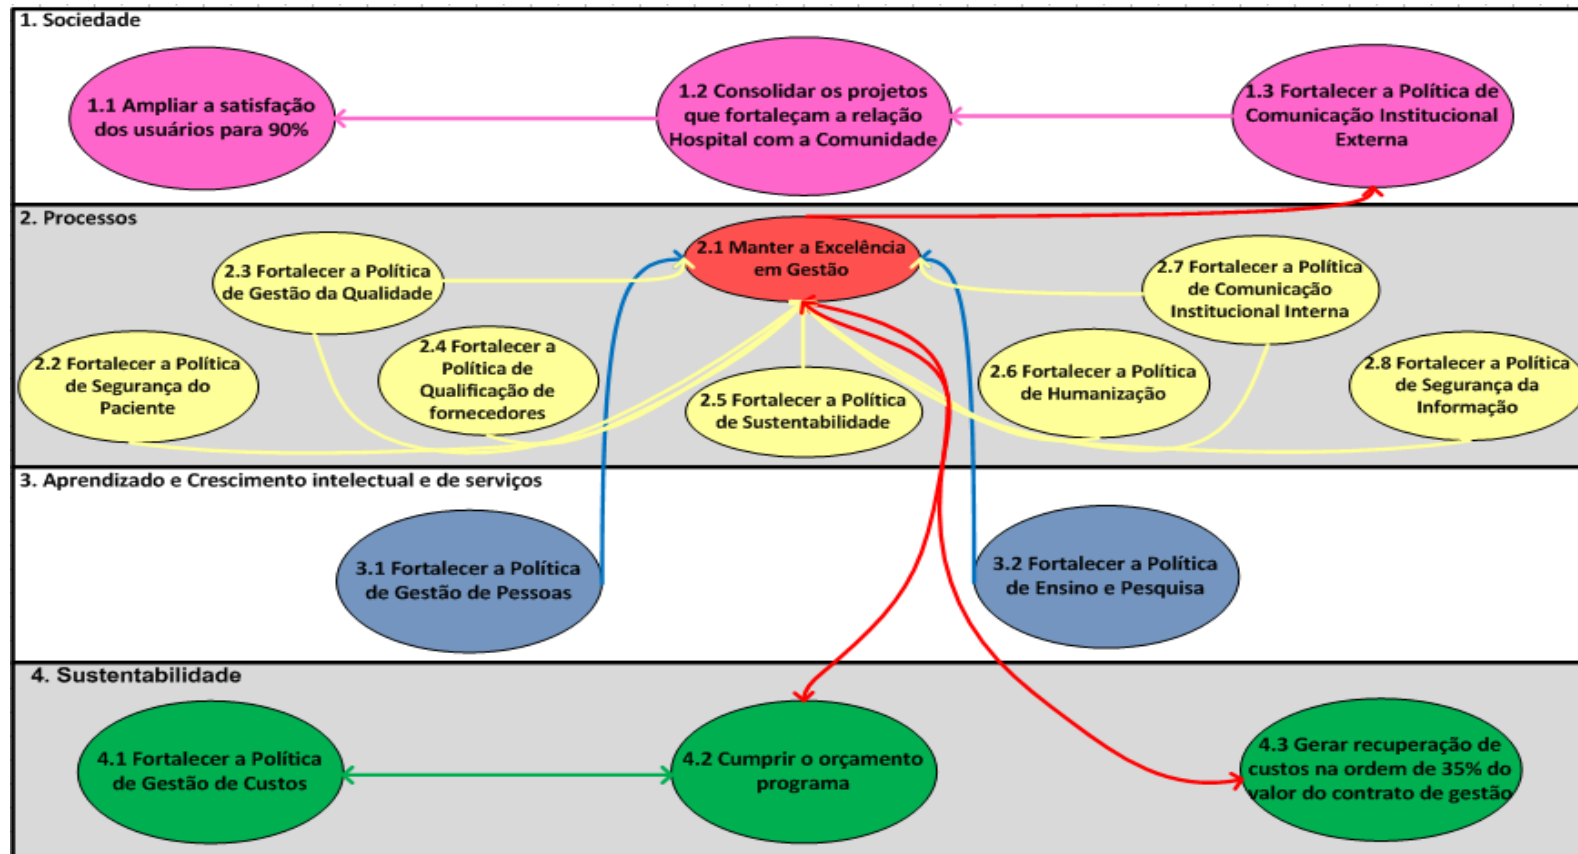 1. Sociedade
1.1 Ampliar a satisfação
dos usuários para 90%
1.2 Consolidar os projetos
que fortaleçam a relação
Hospital com a Comunidade
1.3 Fortalecer a Política de
Comunicação Institucional
Externa
2. Processos
2.1 Manter a Excelência
em Gestão
2.3 Fortalecer a Política
de Gestão da Qualidade
2.7 Fortalecer a Política
de Comunicação
Institucional Interna
2.2 Fortalecer a Política
de Segurança do
Paciente
2.4 Fortalecer a
Política de
Qualificação de
fornecedores
2.5 Fortalecer a Política
de Sustentabilidade
2.6 Fortalecer a Política
de Humanização
2.8 Fortalecer a Política
de Segurança da
Informação
3. Aprendizado e Crescimento intelectual e de serviços
3.1 Fortalecer a Política
de Gestão de Pessoas
3.2 Fortalecer a Política
de Ensino e Pesquisa
4. Sustentabilidade
4.1 Fortalecer a Política
de Gestão de Custos
4.2 Cumprir o orçamento
programa
4.3 Gerar recuperação de
custos na ordem de 35% do
valor do contrato de gestão